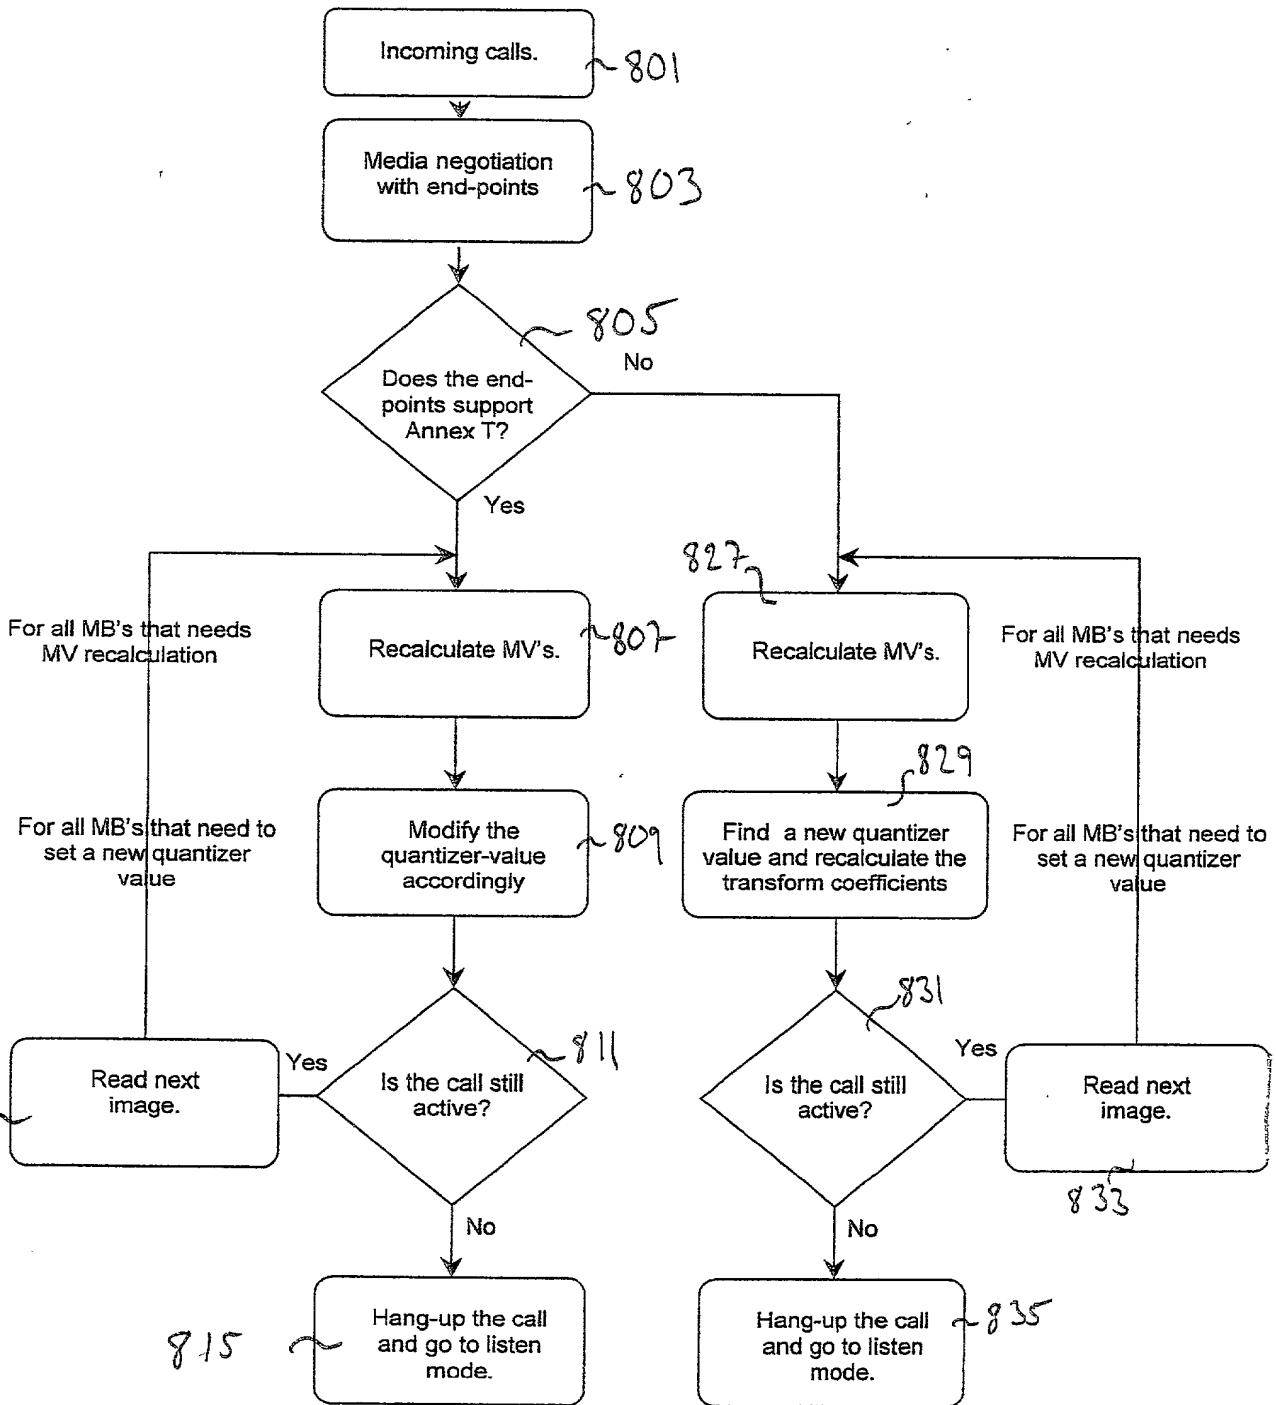 Incoming calls.
801
Media negotiation
with end-points
803
805
No
Does the end-
points support
Annex T?
Yes
827
For all MB's that needs
MV recalculation
Recalculate MV's.
807
Recalculate MV's.
For all MB's that needs
MV recalculation
829
For all MB's that need to
set a new quantizer
value
Modify the
quantizer-value
accordingly
809
Find a new quantizer
value and recalculate the
transform coefficients
For all MB's that need to
set a new quantizer
value
831
Read next
image.
Yes
Is the call still
active?
811
Is the call still
active?
Yes
Read next
image.
833
No
No
815
Hang-up the call
and go to listen
mode.
Hang-up the call
and go to listen
mode.
835